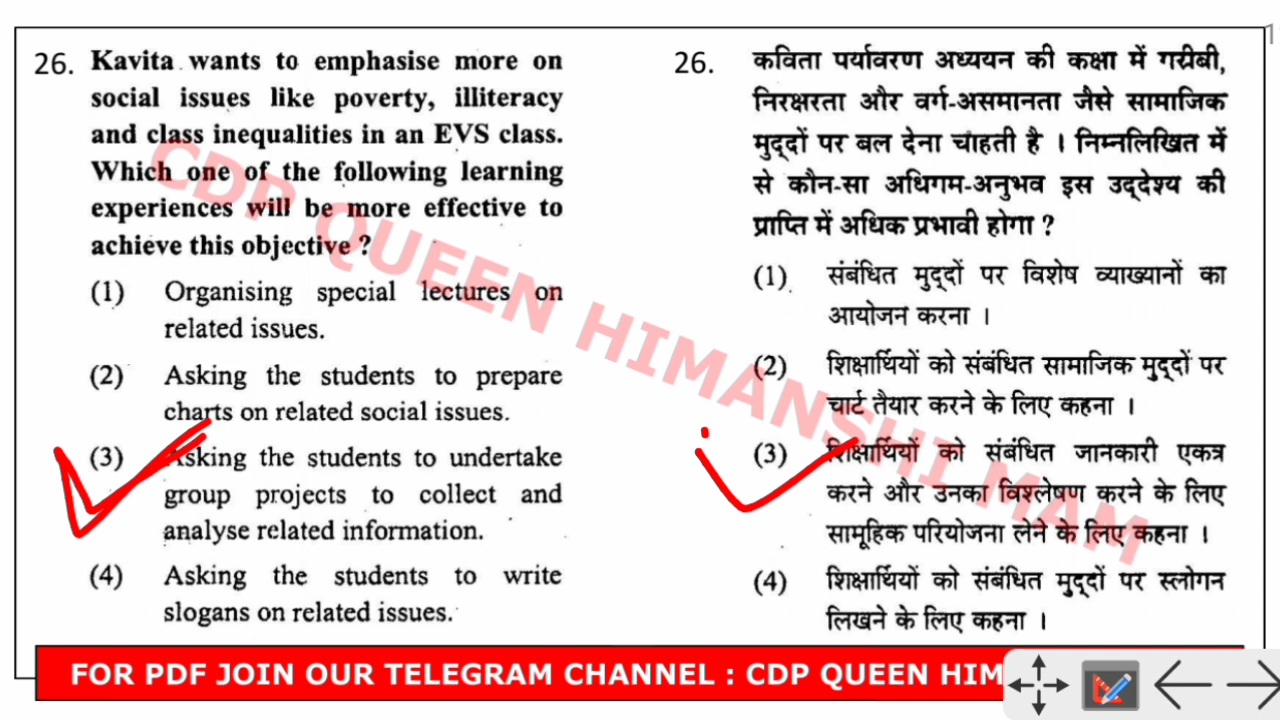 26. Kavita wants to emphasise more on
social issues like poverty, illiteracy
and class inequalities in an EVS class.
Which one of the following learning
experiences will be more effective to
achieve this objective ?
(1) Organising special lectures on
related issues.
(2) Asking the students to prepare
charts on related social issues.
(3) Asking the students to undertake
group projects to collect and
analyse related information.
(4) Asking the students to write
slogans on related issues.
26. कविता पर्यावरण अध्ययन की कक्षा में गरीबी,
निरक्षरता और वर्ग-असमानता जैसे सामाजिक
मुद्दों पर बल देना चाहती है । निम्नलिखित में
से कौन-सा अधिगम-अनुभव इस उद्देश्य की
प्राप्ति में अधिक प्रभावी होगा ?
(1) संबंधित मुद्दों पर विशेष व्याख्यानों का
आयोजन करना ।
(2) शिक्षार्थियों को संबंधित सामाजिक मुद्दों पर
चार्ट तैयार करने के लिए कहना ।
(3) शिक्षार्थियों को संबंधित जानकारी एकत्र
करने और उनका विश्लेषण करने के लिए
सामूहिक परियोजना लेने के लिए कहना ।
(4) शिक्षार्थियों को संबंधित मुद्दों पर स्लोगन
लिखने के लिए कहना ।
CDP QUEEN HIMANSHI MAM
FOR PDF JOIN OUR TELEGRAM CHANNEL : CDP QUEEN HIM